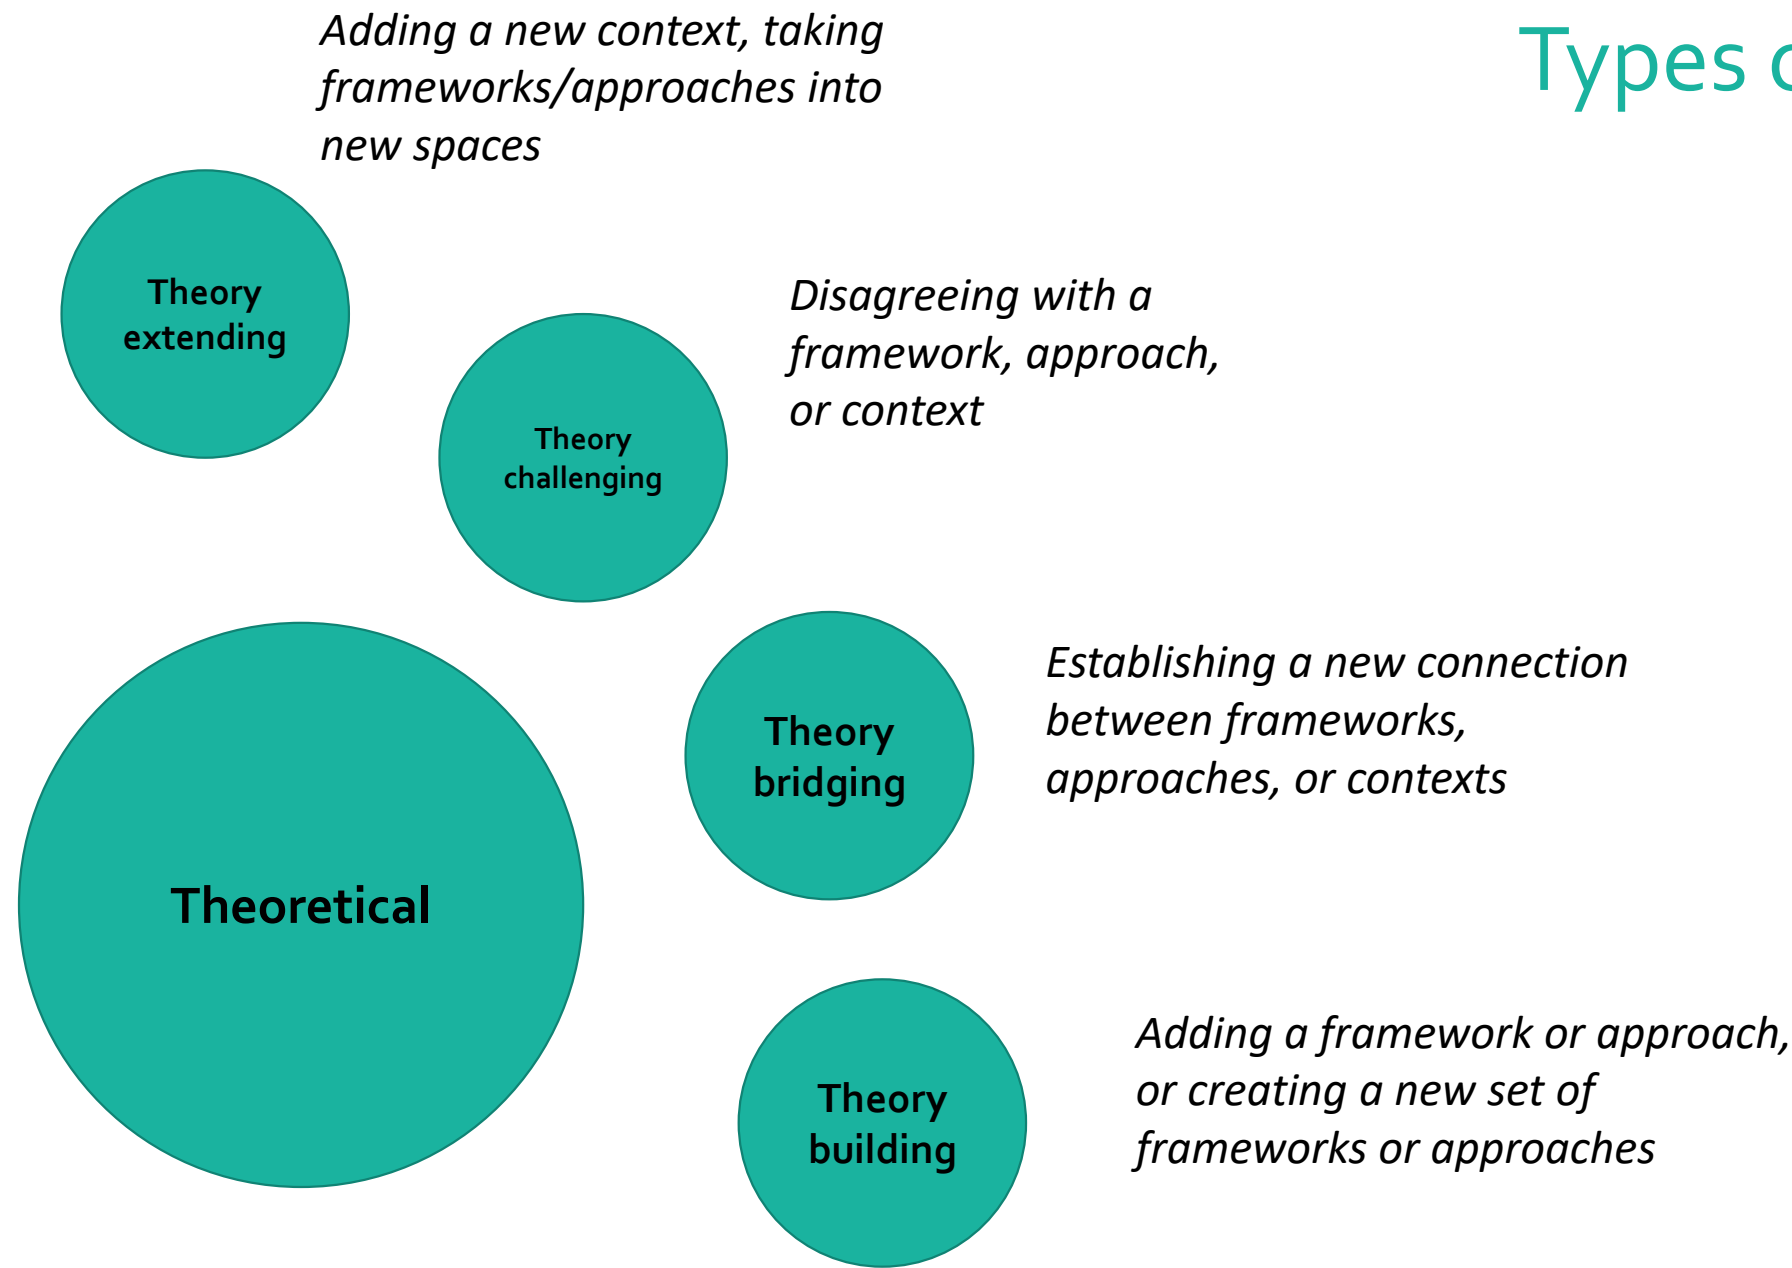 Types
Adding a new context, taking
frameworks/approaches into
new spaces
Theory
extending
Disagreeing with a
framework, approach,
or context
Theory
challenging
Establishing a new connection
between frameworks,
approaches, or contexts
Theory
bridging
Theoretical
Adding a framework or approach,
or creating a new set of
frameworks or approaches
Theory
building